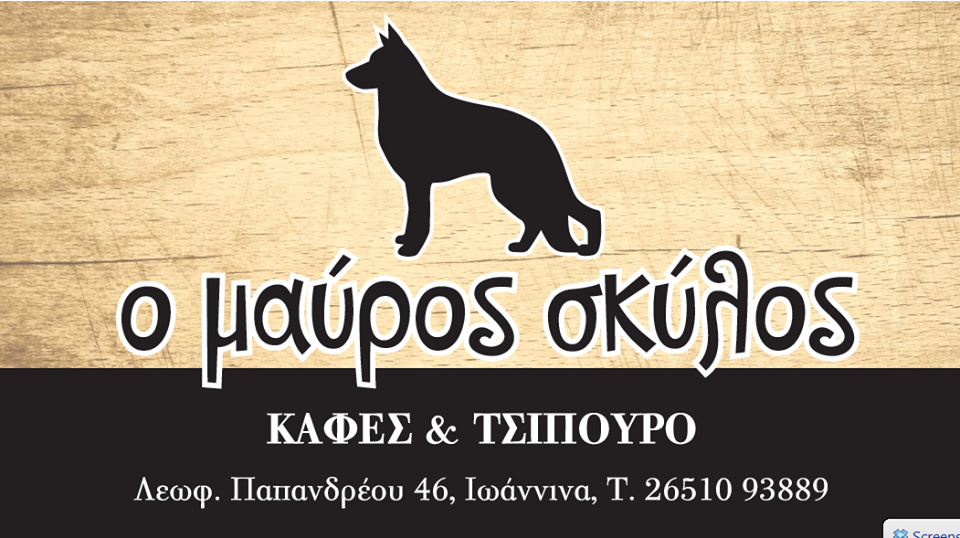 ο μαύρος σκύλος
ΚΑΦΕΣ & ΤΣΙΠΟΥΡΟ
Λεωφ. Παπανδρέου 46, Ιωάννινα, Τ. 26510 93889